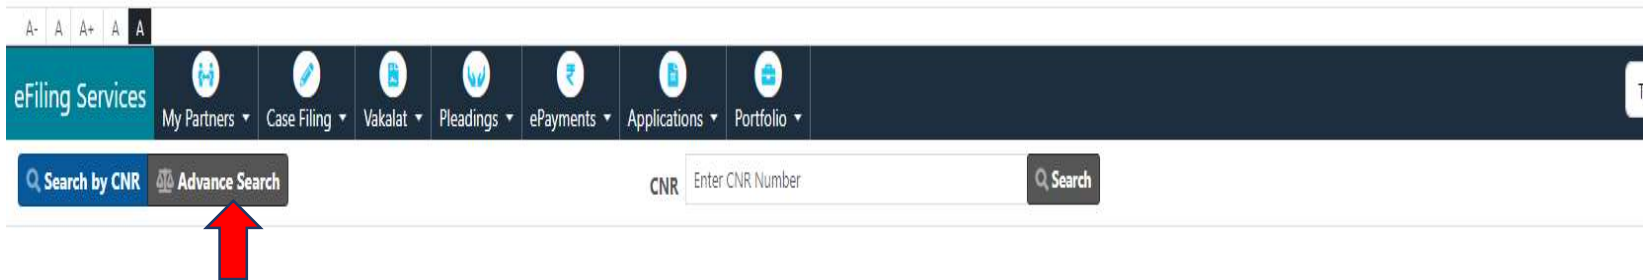 A- A A+ A A
eFiling Services My Partners Case Filing Vakalat Pleadings ePayments Applications Portfolio
Search by CNR Advance Search CNR Enter CNR Number Search